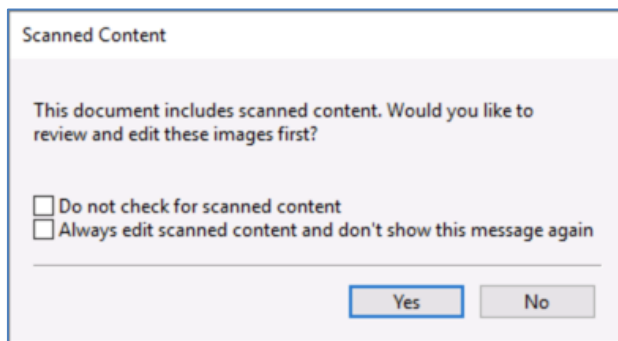 Scanned Content
This document includes scanned content. Would you like to
review and edit these images first?
Do not check for scanned content
Always edit scanned content and don't show this message again
Yes No